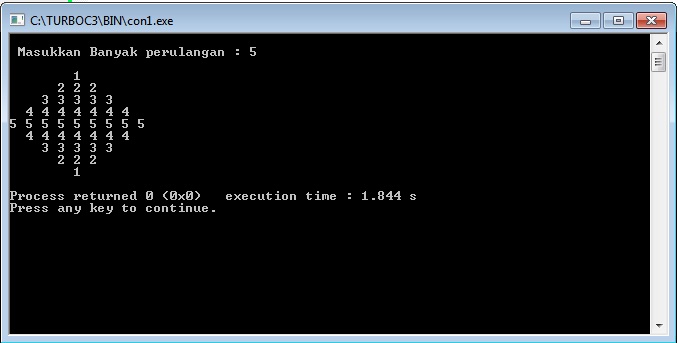 C:\TURBOC3\BIN\con1.exe
Masukkan Banyak perulangan : 5
1
2 2 2
3 3 3 3 3
4 4 4 4 4 4 4
5 5 5 5 5 5 5 5 5
4 4 4 4 4 4 4
3 3 3 3 3
2 2 2
1
Process returned 0 (0x0)   execution time : 1.844 s
Press any key to continue.